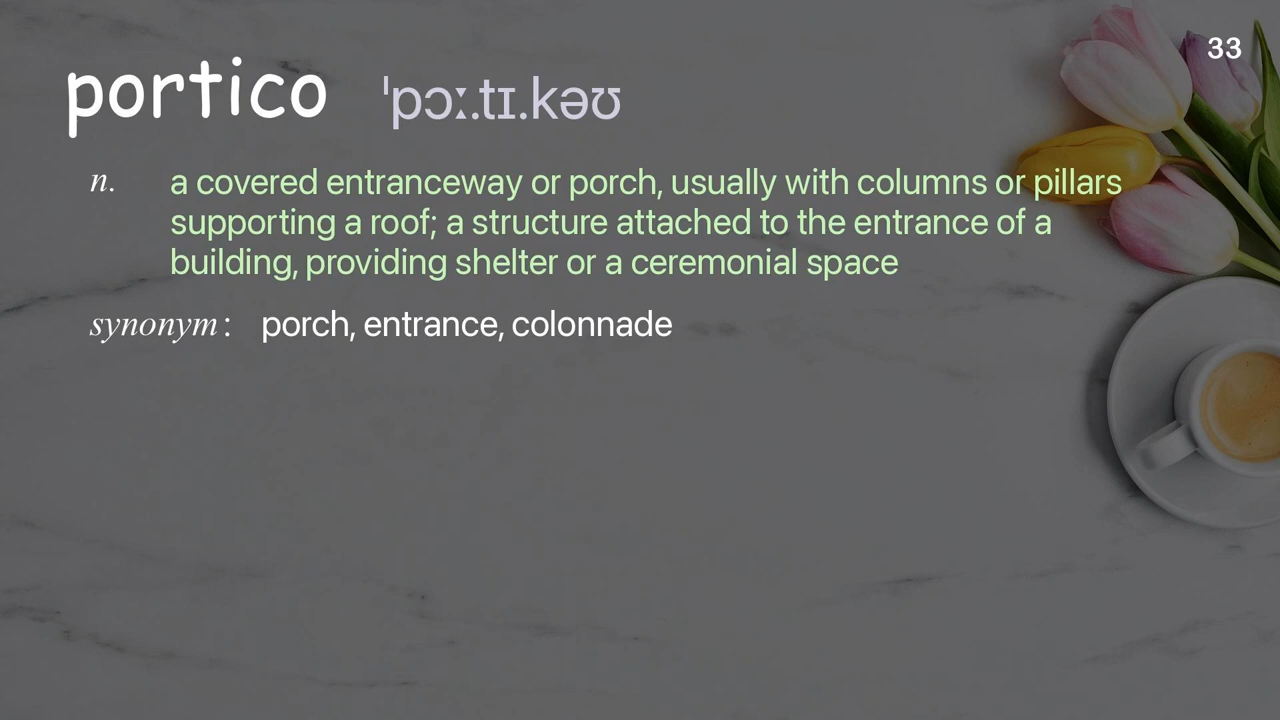 33
portico ˈpɔː.tɪ.kəʊ
n. a covered entranceway or porch, usually with columns or pillars
supporting a roof; a structure attached to the entrance of a
building, providing shelter or a ceremonial space
synonym: porch, entrance, colonnade